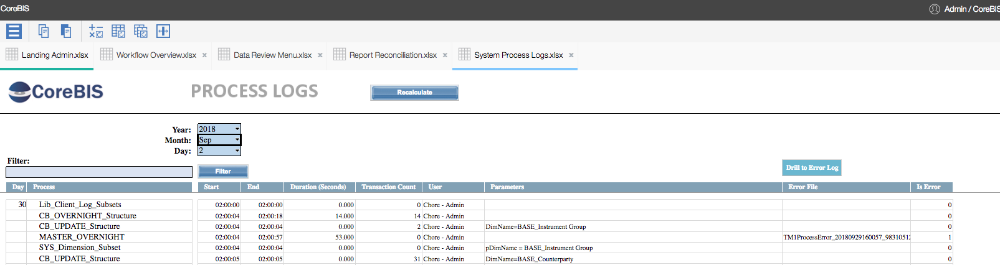 CoreBIS Admin / CoreBIS
Landing Admin.xlsx Workflow Overview.xlsx x Data Review Menu.xlsx x Report Reconciliation.xlsx x System Process Logs.xlsx x
CoreBIS PROCESS LOGS Recalculate
Year: 2018
Month: Sep
Day: 2
Filter:
Filter Drill to Error Log
Day Process Start End Duration (Seconds) Transaction Count User Parameters Error File Is Error
30 Lib_Client_Log_Subsets 02:00:00 02:00:00 0.000 0 Chore - Admin 0
CB_OVERNIGHT_Structure 02:00:04 02:00:18 14.000 14 Chore - Admin 0
CB_UPDATE_Structure 02:00:04 02:00:04 0.000 2 Chore - Admin DimName=BASE_Instrument Group 0
MASTER_OVERNIGHT 02:00:04 02:00:57 53.000 0 Chore - Admin TM1ProcessError_20180929160057_98310512 1
SYS_Dimension_Subset 02:00:04 02:00:04 0.000 0 Chore - Admin pDimName = BASE_Instrument Group 0
CB_UPDATE_Structure 02:00:05 02:00:05 0.000 31 Chore - Admin DimName=BASE_Counterparty 0